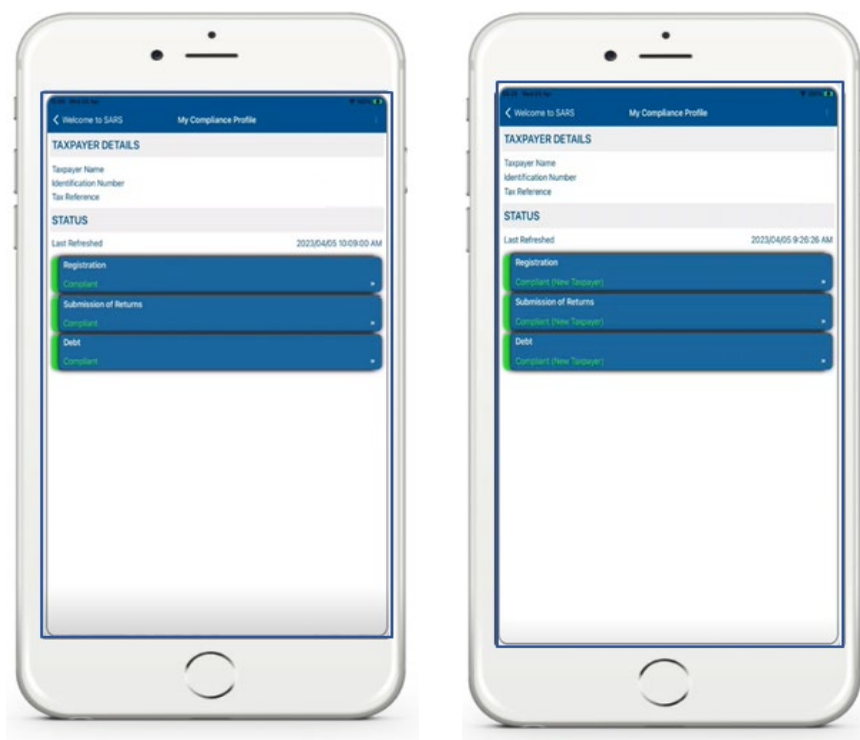 Welcome to SARS My Compliance Profile
TAXPAYER DETAILS
Taxpayer Name
Identification Number
Tax Reference
STATUS
Last Refreshed 2023/04/05 10:09:00 AM
Registration
Compliant
Submission of Returns
Compliant
Debt
Compliant
Welcome to SARS My Compliance Profile
TAXPAYER DETAILS
Taxpayer Name
Identification Number
Tax Reference
STATUS
Last Refreshed 2023/04/05 9:26:26 AM
Registration
Compliant (New Taxpayer)
Submission of Returns
Compliant (New Taxpayer)
Debt
Compliant (New Taxpayer)